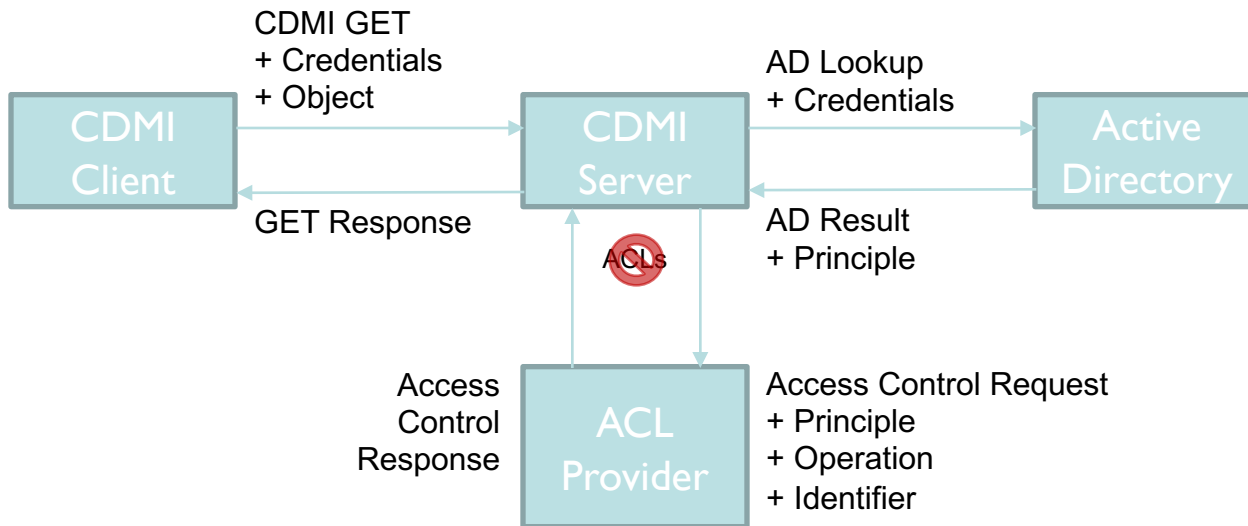 CDMI GET
+ Credentials
+ Object
AD Lookup
+ Credentials
CDMI
Client
CDMI
Server
Active
Directory
GET Response
AD Result
+ Principle
ACLs
Access
Control
Response
ACL
Provider
Access Control Request
+ Principle
+ Operation
+ Identifier